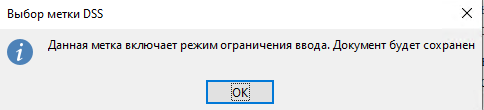 Выбор метки DSS
Данная метка включает режим ограничения ввода. Документ будет сохранен
OK